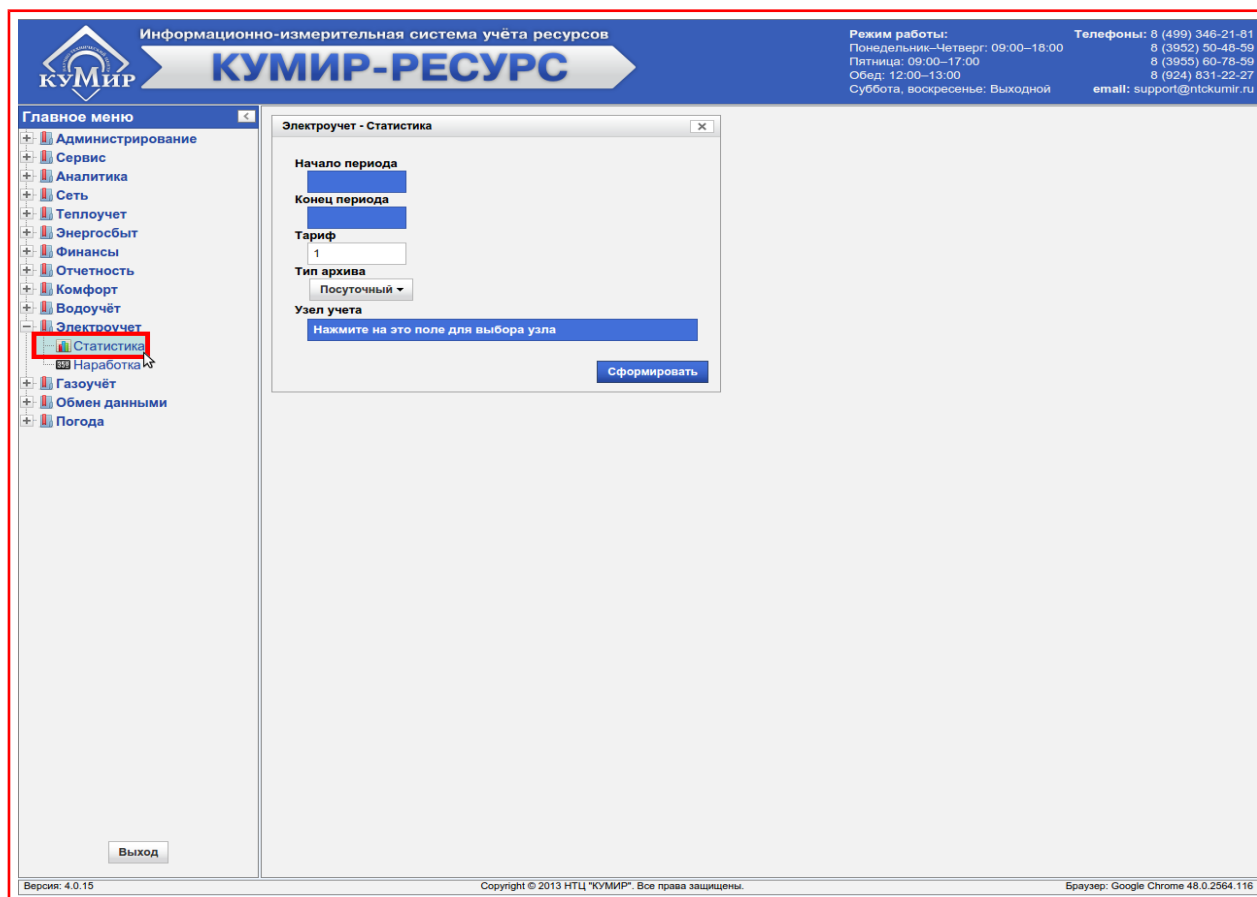 Информационно-измерительная система учёта ресурсов
КУМИР-РЕСУРС
КУМИР
Режим работы:
Понедельник–Четверг: 09:00–18:00
Пятница: 09:00–17:00
Обед: 12:00–13:00
Суббота, воскресенье: Выходной
Телефоны: 8 (499) 346-21-81
8 (3952) 50-48-59
8 (3955) 60-78-59
8 (924) 831-22-27
email: support@ntckumir.ru
Главное меню
Администрирование
Сервис
Аналитика
Сеть
Теплоучет
Энергосбыт
Финансы
Отчетность
Комфорт
Водоучёт
Электроучет
Статистика
Наработка
Газоучёт
Обмен данными
Погода
Выход
Электроучет - Статистика
Начало периода
Конец периода
Тариф
1
Тип архива
Посуточный
Узел учета
Нажмите на это поле для выбора узла
Сформировать
Версия: 4.0.15
Copyright © 2013 НТЦ "КУМИР". Все права защищены.
Браузер: Google Chrome 48.0.2564.116